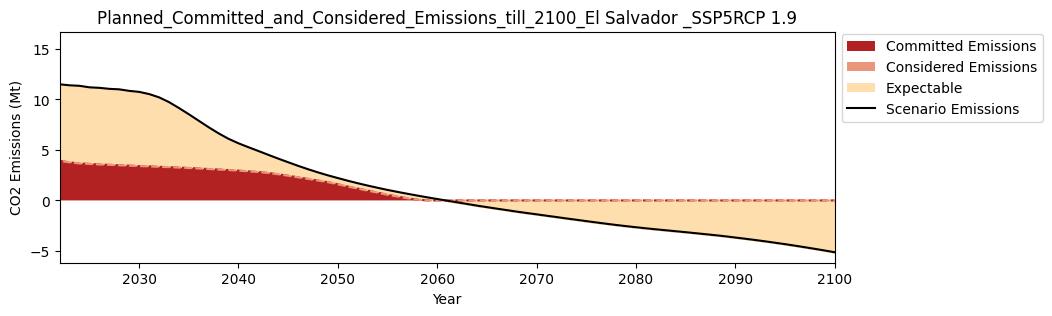 Planned_Committed_and_Considered_Emissions_till_2100_El Salvador _SSP5RCP 1.9
Committed Emissions
Considered Emissions
Expectable
Scenario Emissions
CO2 Emissions (Mt)
15
10
5
0
−5
2030 2040 2050 2060 2070 2080 2090 2100
Year